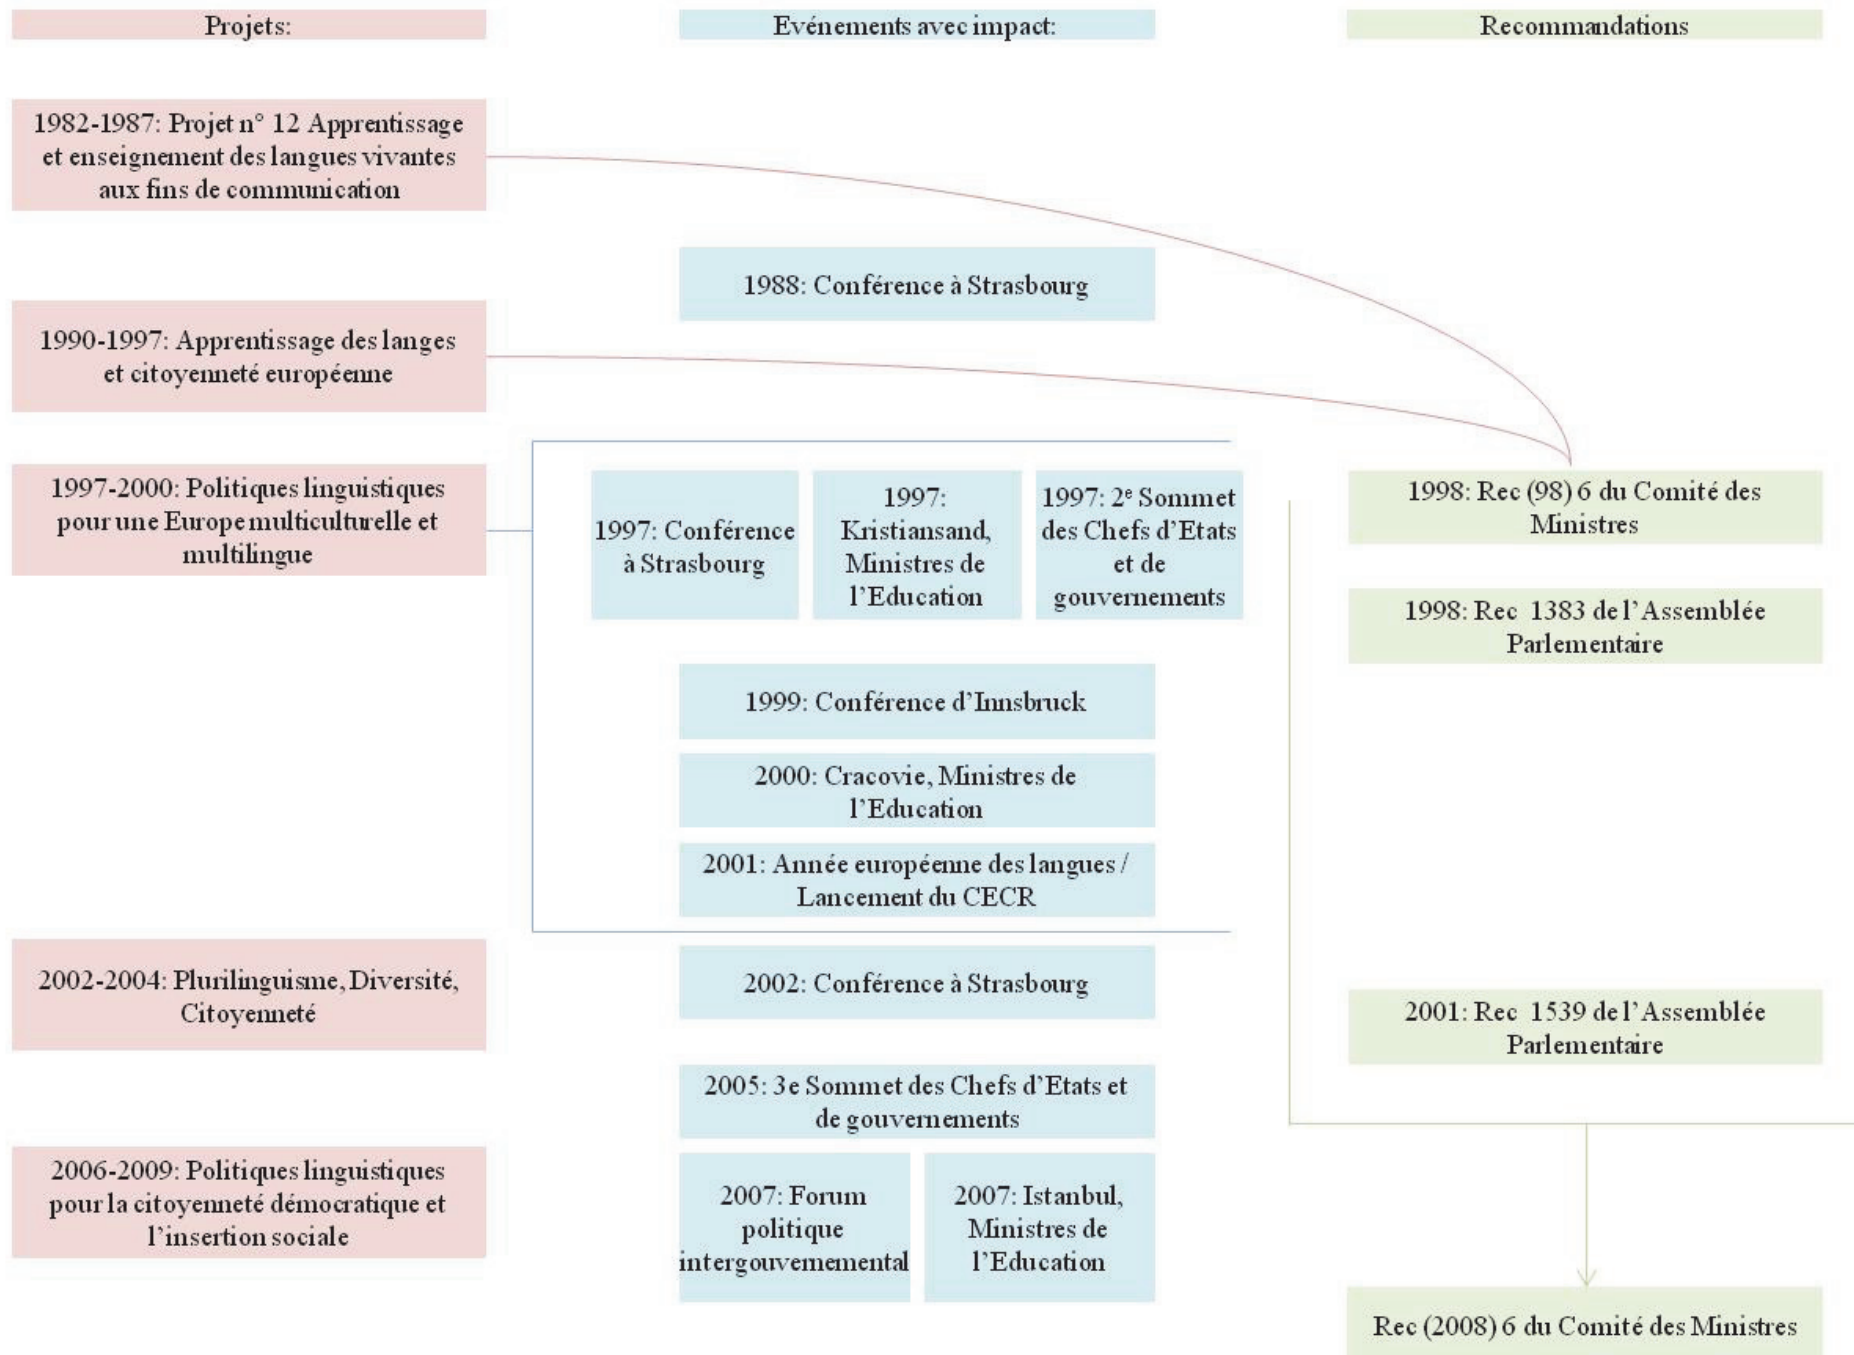 Projets:
Evénements avec impact:
Recommandations
1982-1987: Projet n° 12 Apprentissage
et enseignement des langues vivantes
aux fins de communication
1988: Conférence à Strasbourg
1990-1997: Apprentissage des langes
et citoyenneté européenne
1997-2000: Politiques linguistiques
pour une Europe multiculturelle et
multilingue
1997: Conférence
à Strasbourg
1997:
Kristiansand,
Ministres de
l'Education
1997: 2e Sommet
des Chefs d'Etats
et de
gouvernements
1998: Rec (98) 6 du Comité des
Ministres
1998: Rec 1383 de l'Assemblée
Parlementaire
1999: Conférence d'Innsbruck
2000: Cracovie, Ministres de
l'Education
2001: Année européenne des langues /
Lancement du CECR
2002-2004: Plurilinguisme, Diversité,
Citoyenneté
2002: Conférence à Strasbourg
2001: Rec 1539 de l'Assemblée
Parlementaire
2005: 3e Sommet des Chefs d'Etats et
de gouvernements
2006-2009: Politiques linguistiques
pour la citoyenneté démocratique et
l'insertion sociale
2007: Forum
politique
intergouvernemental
2007: Istanbul,
Ministres de
l'Education
Rec (2008) 6 du Comité des Ministres